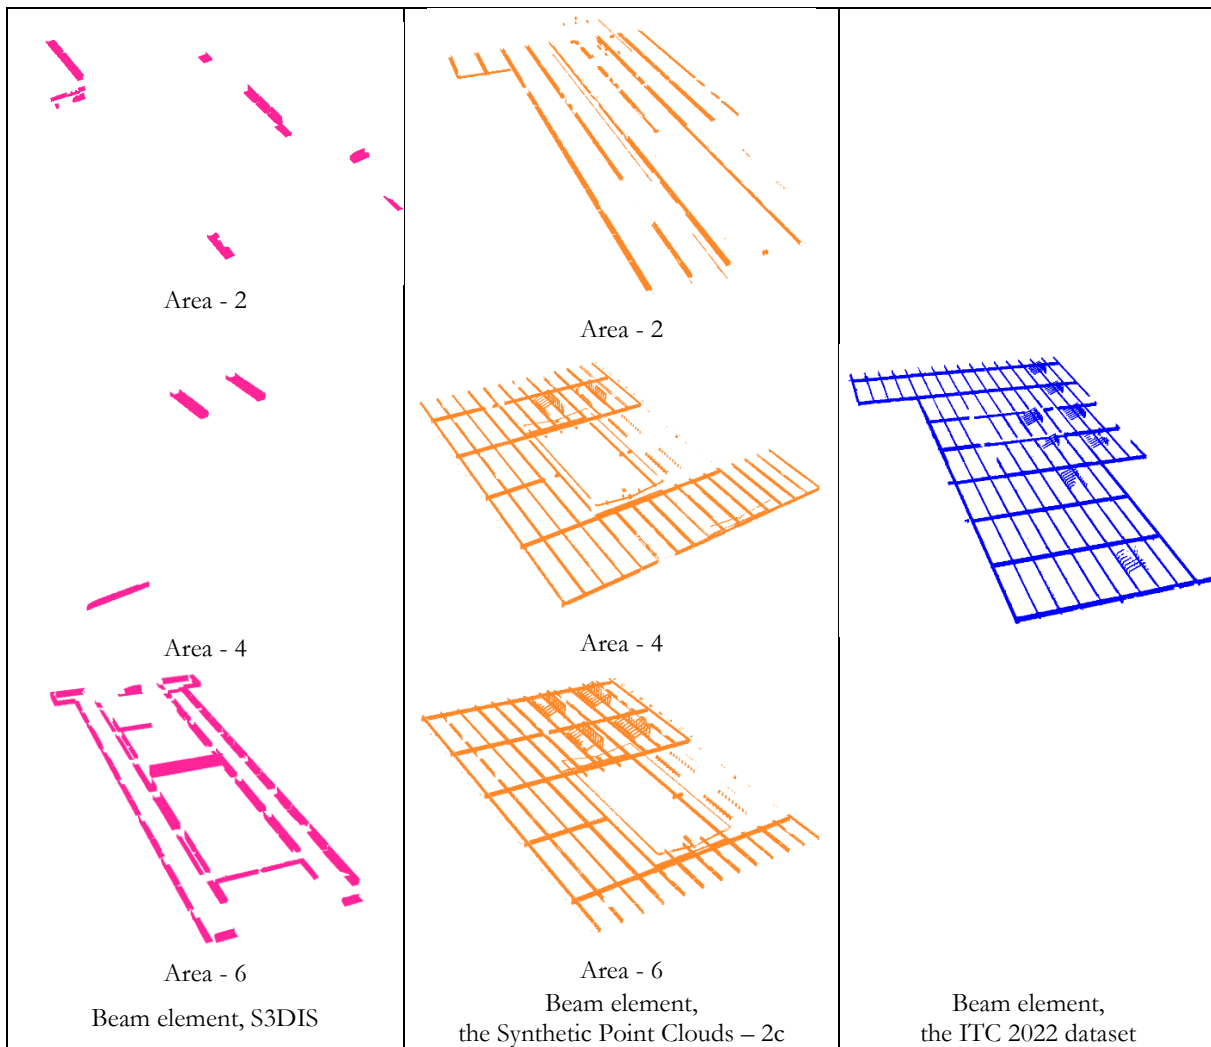 Area - 2
Area - 2
Area - 4
Area - 4
Area - 6
Area - 6
Beam element, S3DIS
Beam element,
the Synthetic Point Clouds – 2c
Beam element,
the ITC 2022 dataset